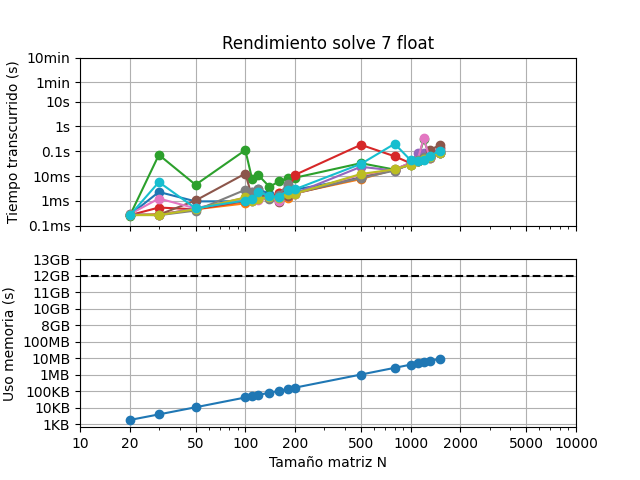 Rendimiento solve 7 float
Tiempo transcurrido (s)
10min
1min
10s
1s
0.1s
10ms
1ms
0.1ms
Uso memoria (s)
13GB
12GB
11GB
10GB
8GB
100MB
10MB
1MB
100KB
10KB
1KB
10 20 50 100 200 500 1000 2000 5000 10000
Tamaño matriz N